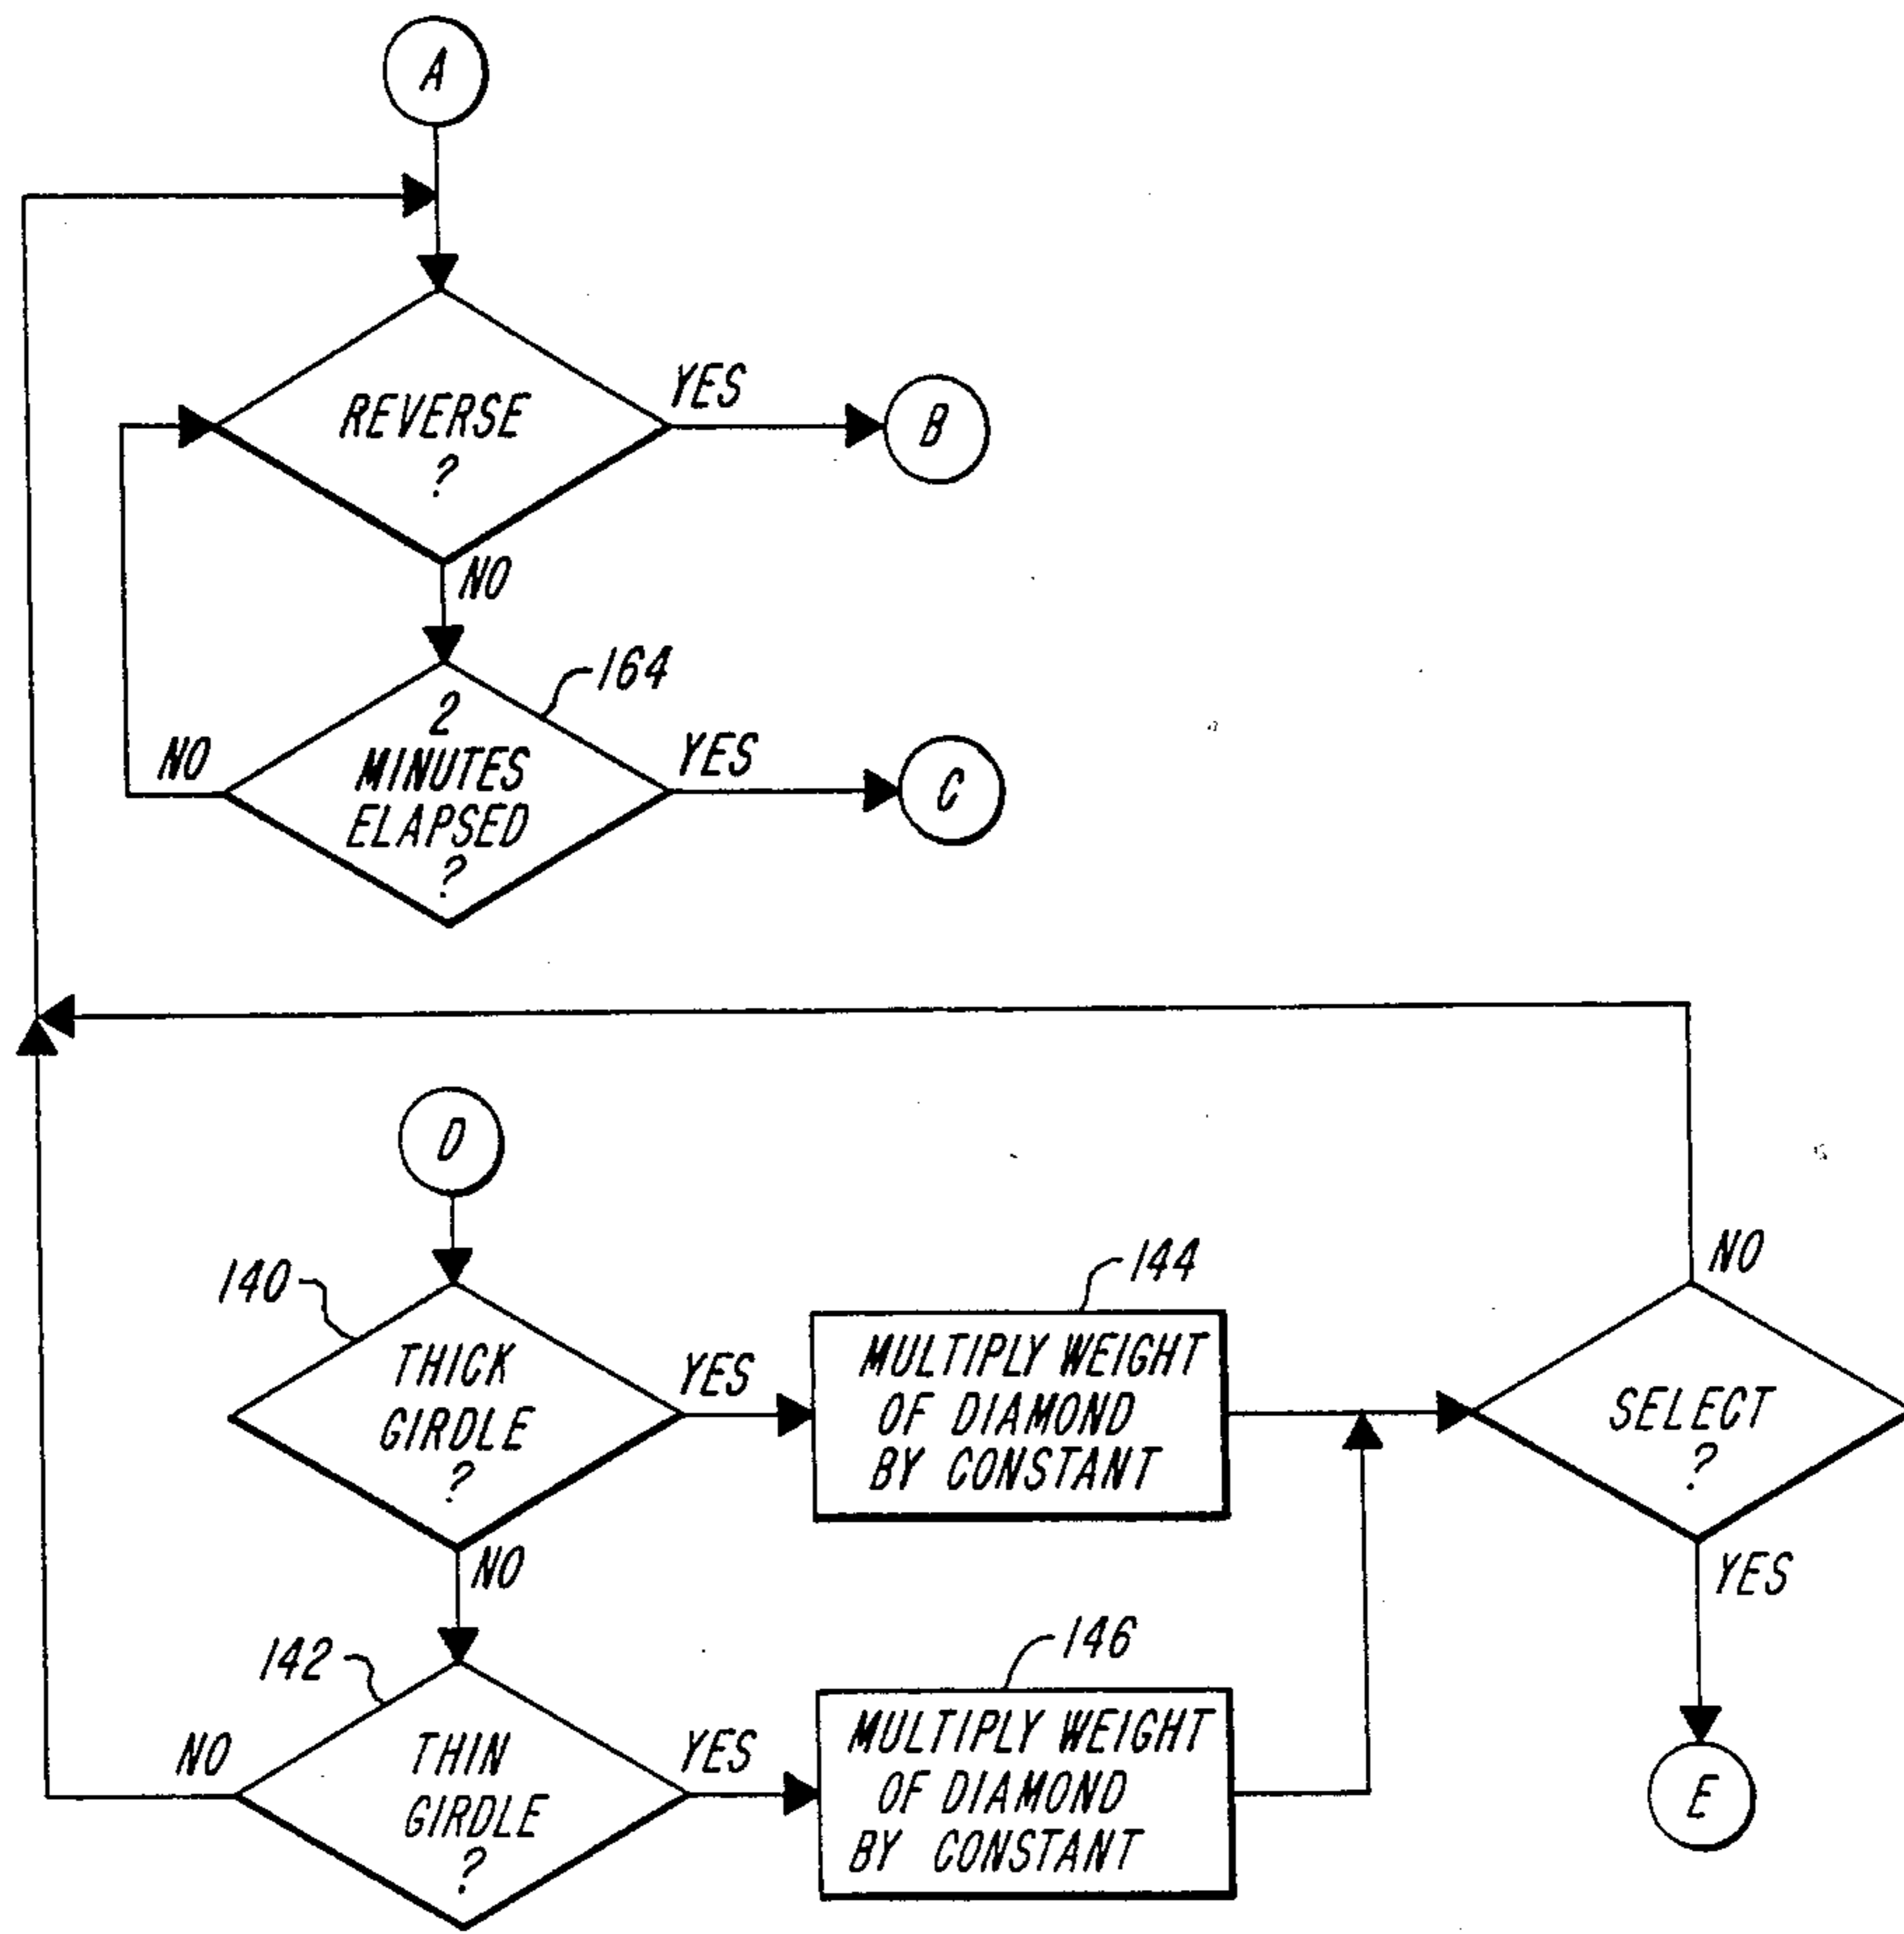 A
REVERSE
?
YES
B
NO
164
2
MINUTES
ELAPSED
?
NO
YES
C
D
140
THICK
GIRDLE
?
YES
144
MULTIPLY WEIGHT
OF DIAMOND
BY CONSTANT
NO
SELECT
?
YES
E
NO
142
THIN
GIRDLE
?
NO
YES
146
MULTIPLY WEIGHT
OF DIAMOND
BY CONSTANT